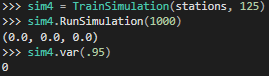 >>> sim4 = TrainSimulation(stations, 125)
>>> sim4.RunSimulation(1000)
(0.0, 0.0, 0.0)
>>> sim4.var(.95)
0